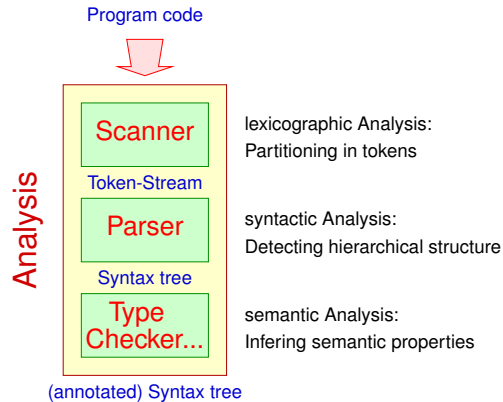 Program code
Analysis
Scanner
lexicographic Analysis:
Partitioning in tokens
Token-Stream
Parser
syntactic Analysis:
Detecting hierarchical structure
Syntax tree
Type
Checker...
semantic Analysis:
Infering semantic properties
(annotated) Syntax tree